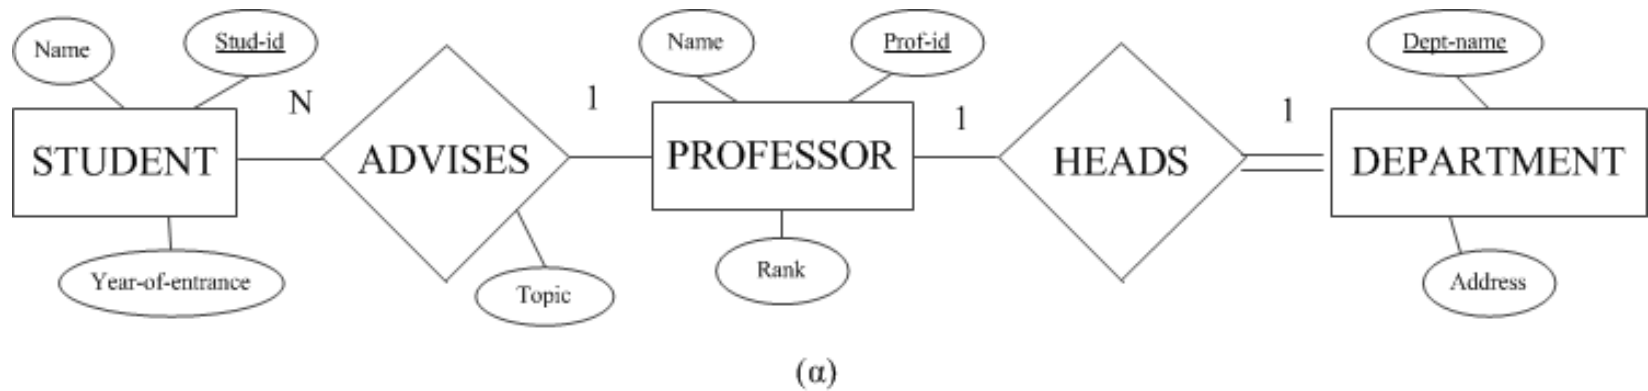 Name
Stud-id
Name
Prof-id
Dept-name
N
1
1
1
STUDENT
ADVISES
PROFESSOR
HEADS
DEPARTMENT
Year-of-entrance
Topic
Rank
Address
(α)